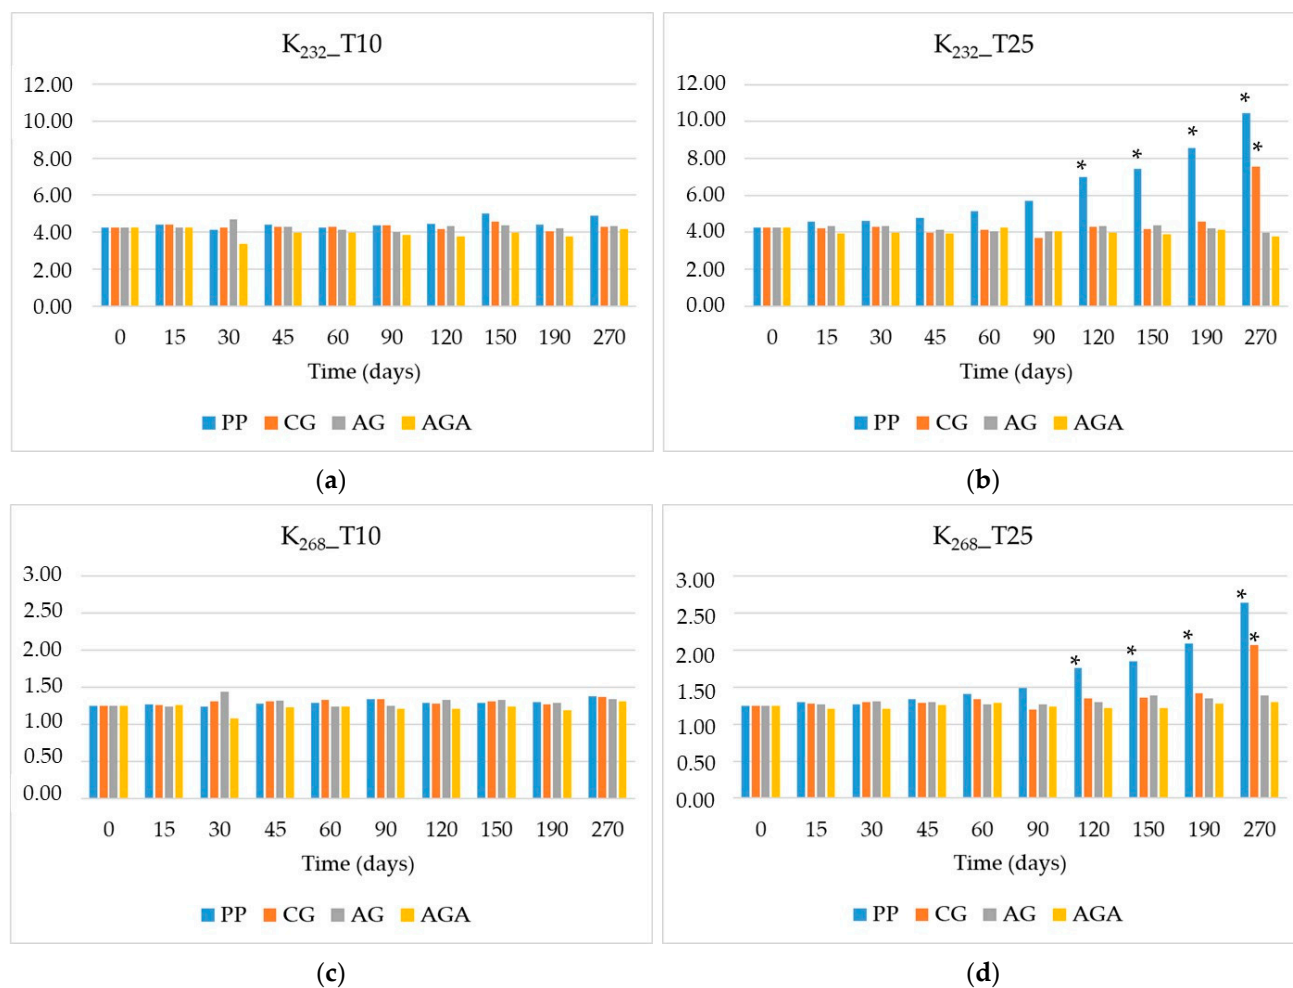 K₂₃₂_T10
12.00
10.00
8.00
6.00
4.00
2.00
0.00
0 15 30 45 60 90 120 150 190 270
Time (days)
PP CG AG AGA
(a)
K₂₃₂_T25
12.00
10.00
8.00
6.00
4.00
2.00
0.00
* * * * * *
0 15 30 45 60 90 120 150 190 270
Time (days)
PP CG AG AGA
(b)
K₂₆₈_T10
3.00
2.50
2.00
1.50
1.00
0.50
0.00
0 15 30 45 60 90 120 150 190 270
Time (days)
PP CG AG AGA
(c)
K₂₆₈_T25
3.00
2.50
2.00
1.50
1.00
0.50
0.00
* * * * *
0 15 30 45 60 90 120 150 190 270
Time (days)
PP CG AG AGA
(d)